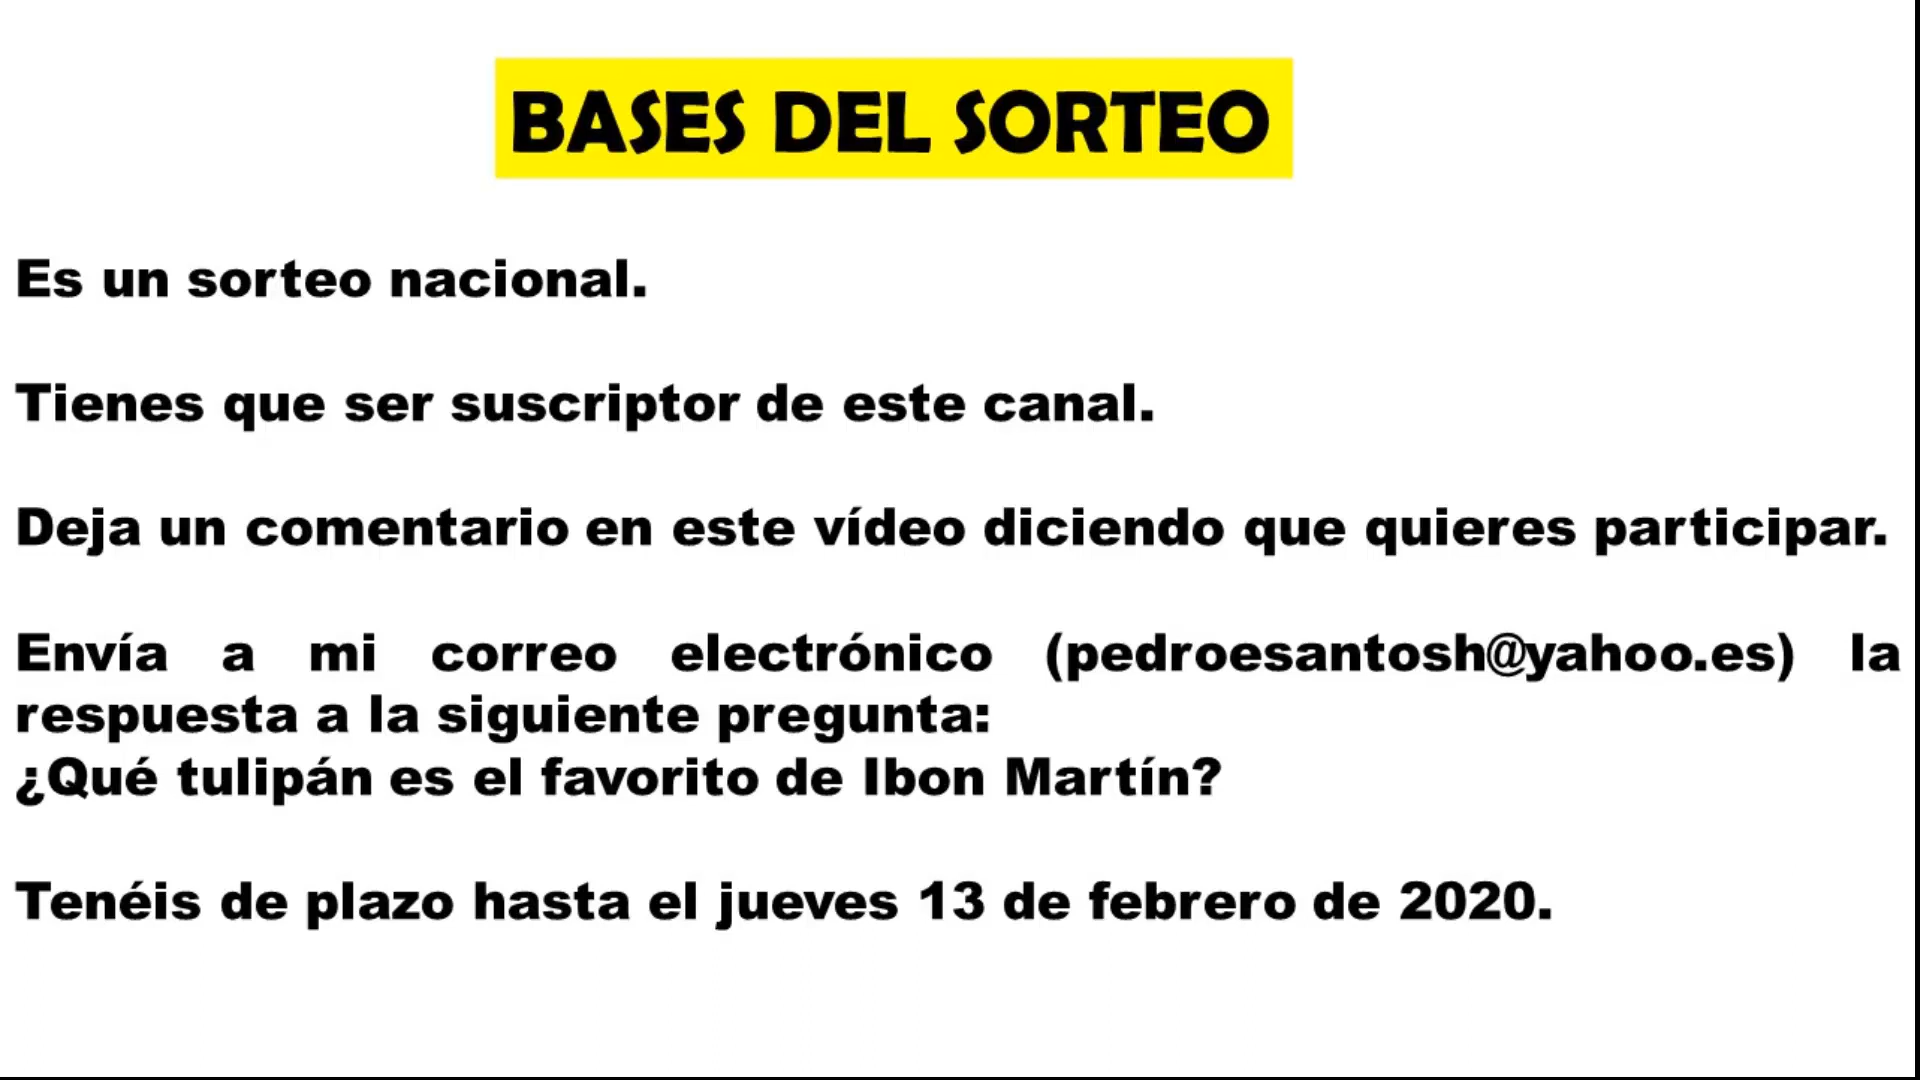 BASES DEL SORTEO
Es un sorteo nacional.
Tienes que ser suscriptor de este canal.
Deja un comentario en este vídeo diciendo que quieres participar.
Envía a mi correo electrónico (pedroesantosh@yahoo.es) la
respuesta a la siguiente pregunta:
¿Qué tulipán es el favorito de Ibon Martín?
Tenéis de plazo hasta el jueves 13 de febrero de 2020.